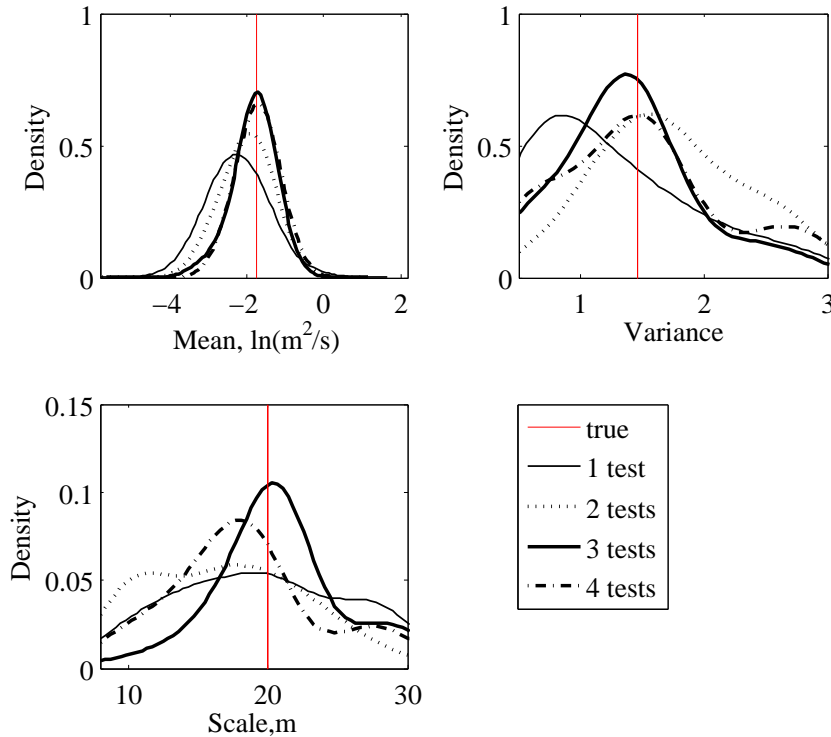 1
0.5
0
Density
−4
−2
0
2
Mean, ln(m²/s)
1
0.5
0
Density
1
2
3
Variance
0.15
0.1
0.05
0
Density
10
20
30
Scale,m
true
1 test
2 tests
3 tests
4 tests